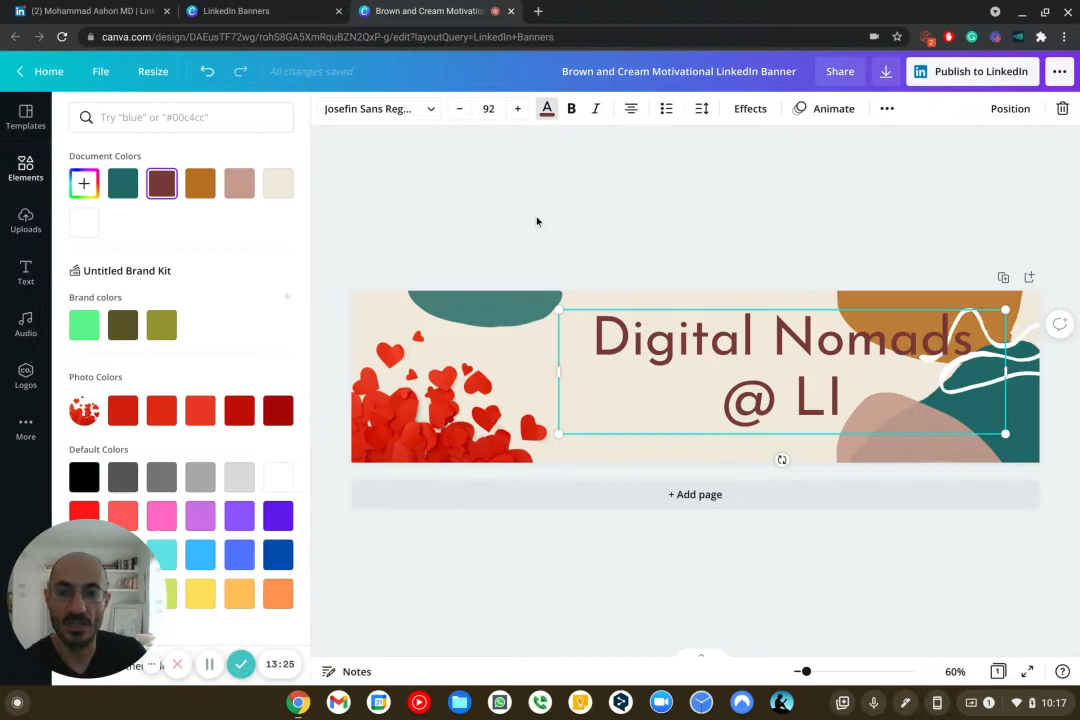 (2) Mohammad Ashori MD | Link
LinkedIn Banners
Brown and Cream Motivatio
canva.com/design/DAEusTF72wg/rohS8GA5XmRquBZN2QxP-g/edit?layoutQuery=LinkedIn+Banners
Home
File
Resize
All changes saved
Brown and Cream Motivational LinkedIn Banner
Share
Publish to LinkedIn
Templates
Elements
Uploads
Text
Audio
Logos
More
Try "blue" or "#00c4cc"
Josefin Sans Reg...
92
A
B
I
Effects
Animate
Position
Document Colors
Untitled Brand Kit
Brand colors
Photo Colors
Default Colors
Digital Nomads
@ LI
+ Add page
13:25
Notes
60%
1
10:17